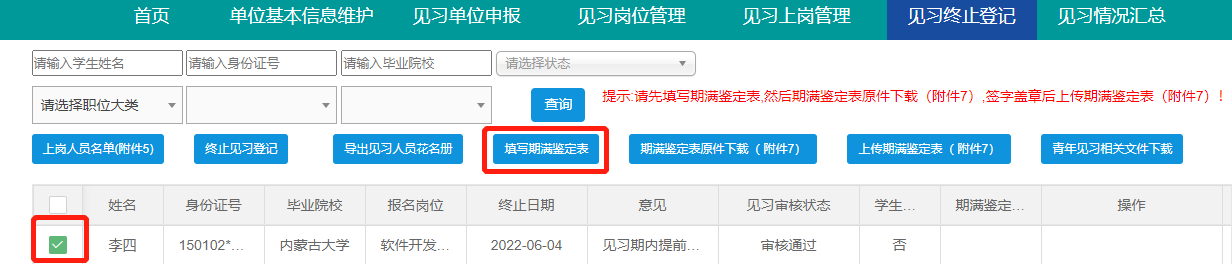 首页 单位基本信息维护 见习单位申报 见习岗位管理 见习上岗管理 见习终止登记 见习情况汇总
请输入学生姓名 请输入身份证号 请输入毕业院校 请选择状态
请选择职位大类 查询 提示:请先填写期满鉴定表,然后期满鉴定表原件下载（附件7）,签字盖章后上传期满鉴定表（附件7）！
上岗人员名单(附件5) 终止见习登记 导出见习人员花名册 填写期满鉴定表 期满鉴定表原件下载（附件7） 上传期满鉴定表（附件7） 青年见习相关文件下载
姓名 身份证号 毕业院校 报名岗位 终止日期 意见 见习审核状态 学生... 期满鉴定... 操作
李四 150102*... 内蒙古大学 软件开发... 2022-06-04 见习期内提前... 审核通过 否